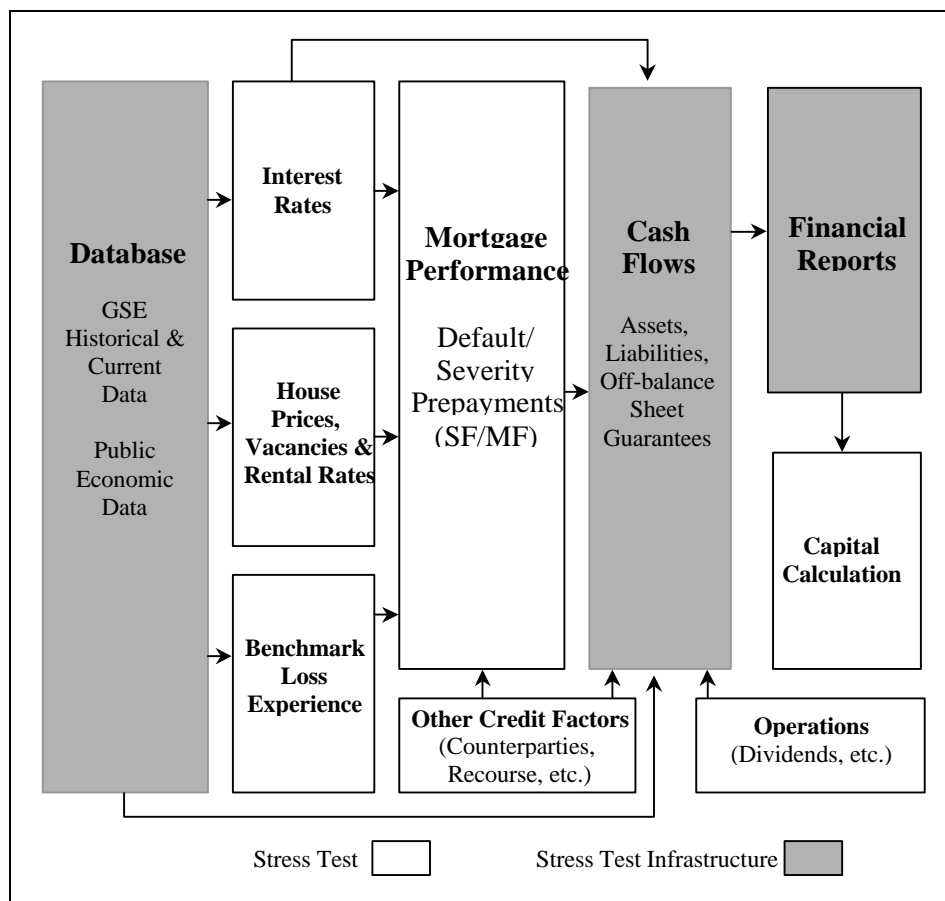 Database
GSE
Historical &
Current
Data
Public
Economic
Data
Interest
Rates
House
Prices,
Vacancies &
Rental Rates
Benchmark
Loss
Experience
Mortgage
Performance
Default/
Severity
Prepayments
(SF/MF)
Other Credit Factors
(Counterparties,
Recourse, etc.)
Cash
Flows
Assets,
Liabilities,
Off-balance
Sheet
Guarantees
Financial
Reports
Capital
Calculation
Operations
(Dividends, etc.)
Stress Test
Stress Test Infrastructure